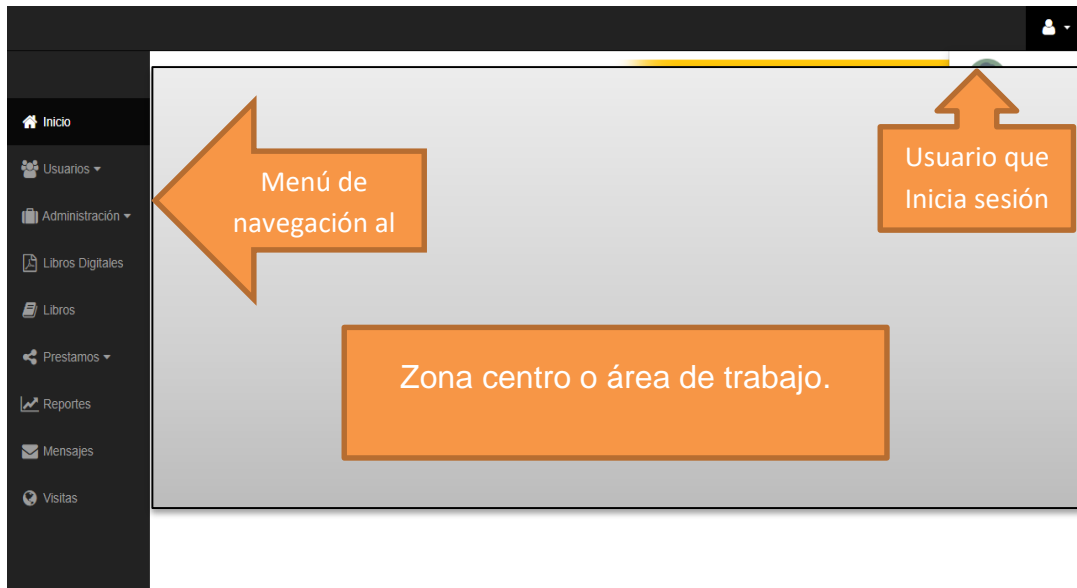 Inicio
Usuarios
Administración
Libros Digitales
Libros
Prestamos
Reportes
Mensajes
Visitas
Menú de
navegación al
Usuario que
Inicia sesión
Zona centro o área de trabajo.